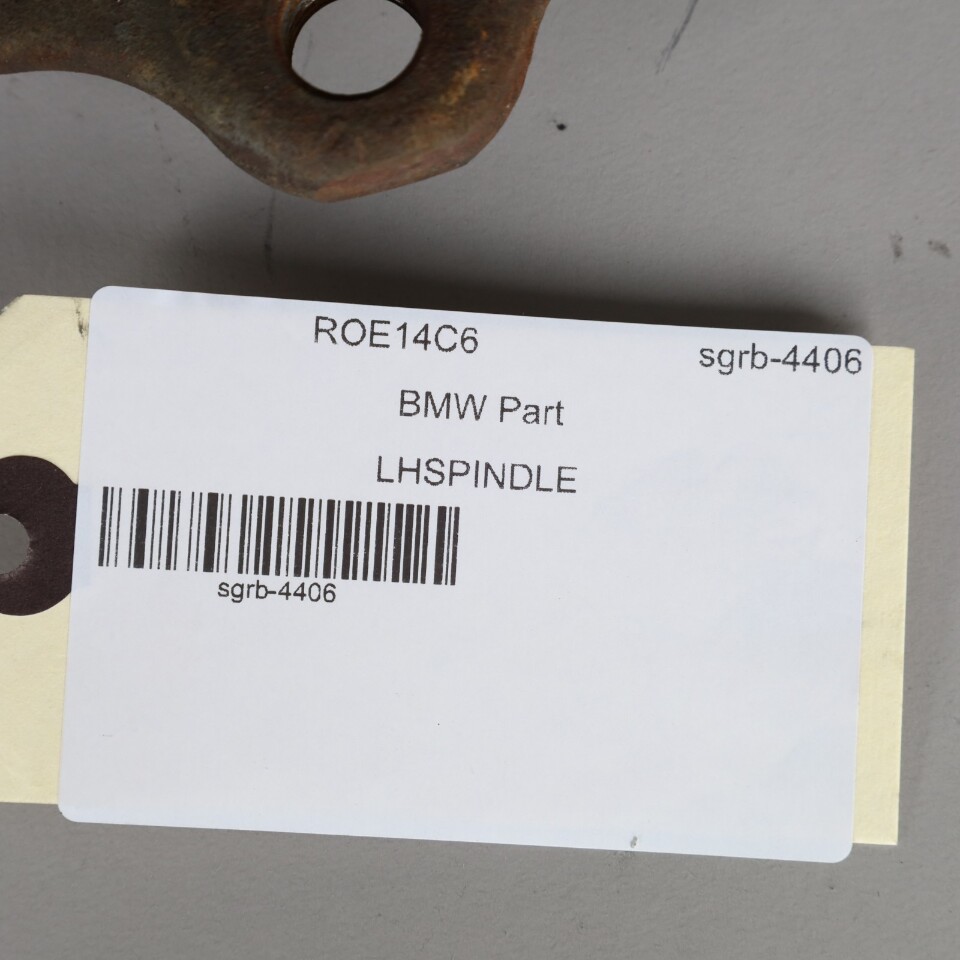 ROE14C6 sgrb-4406
BMW Part
LHSPINDLE
sgrb-4406